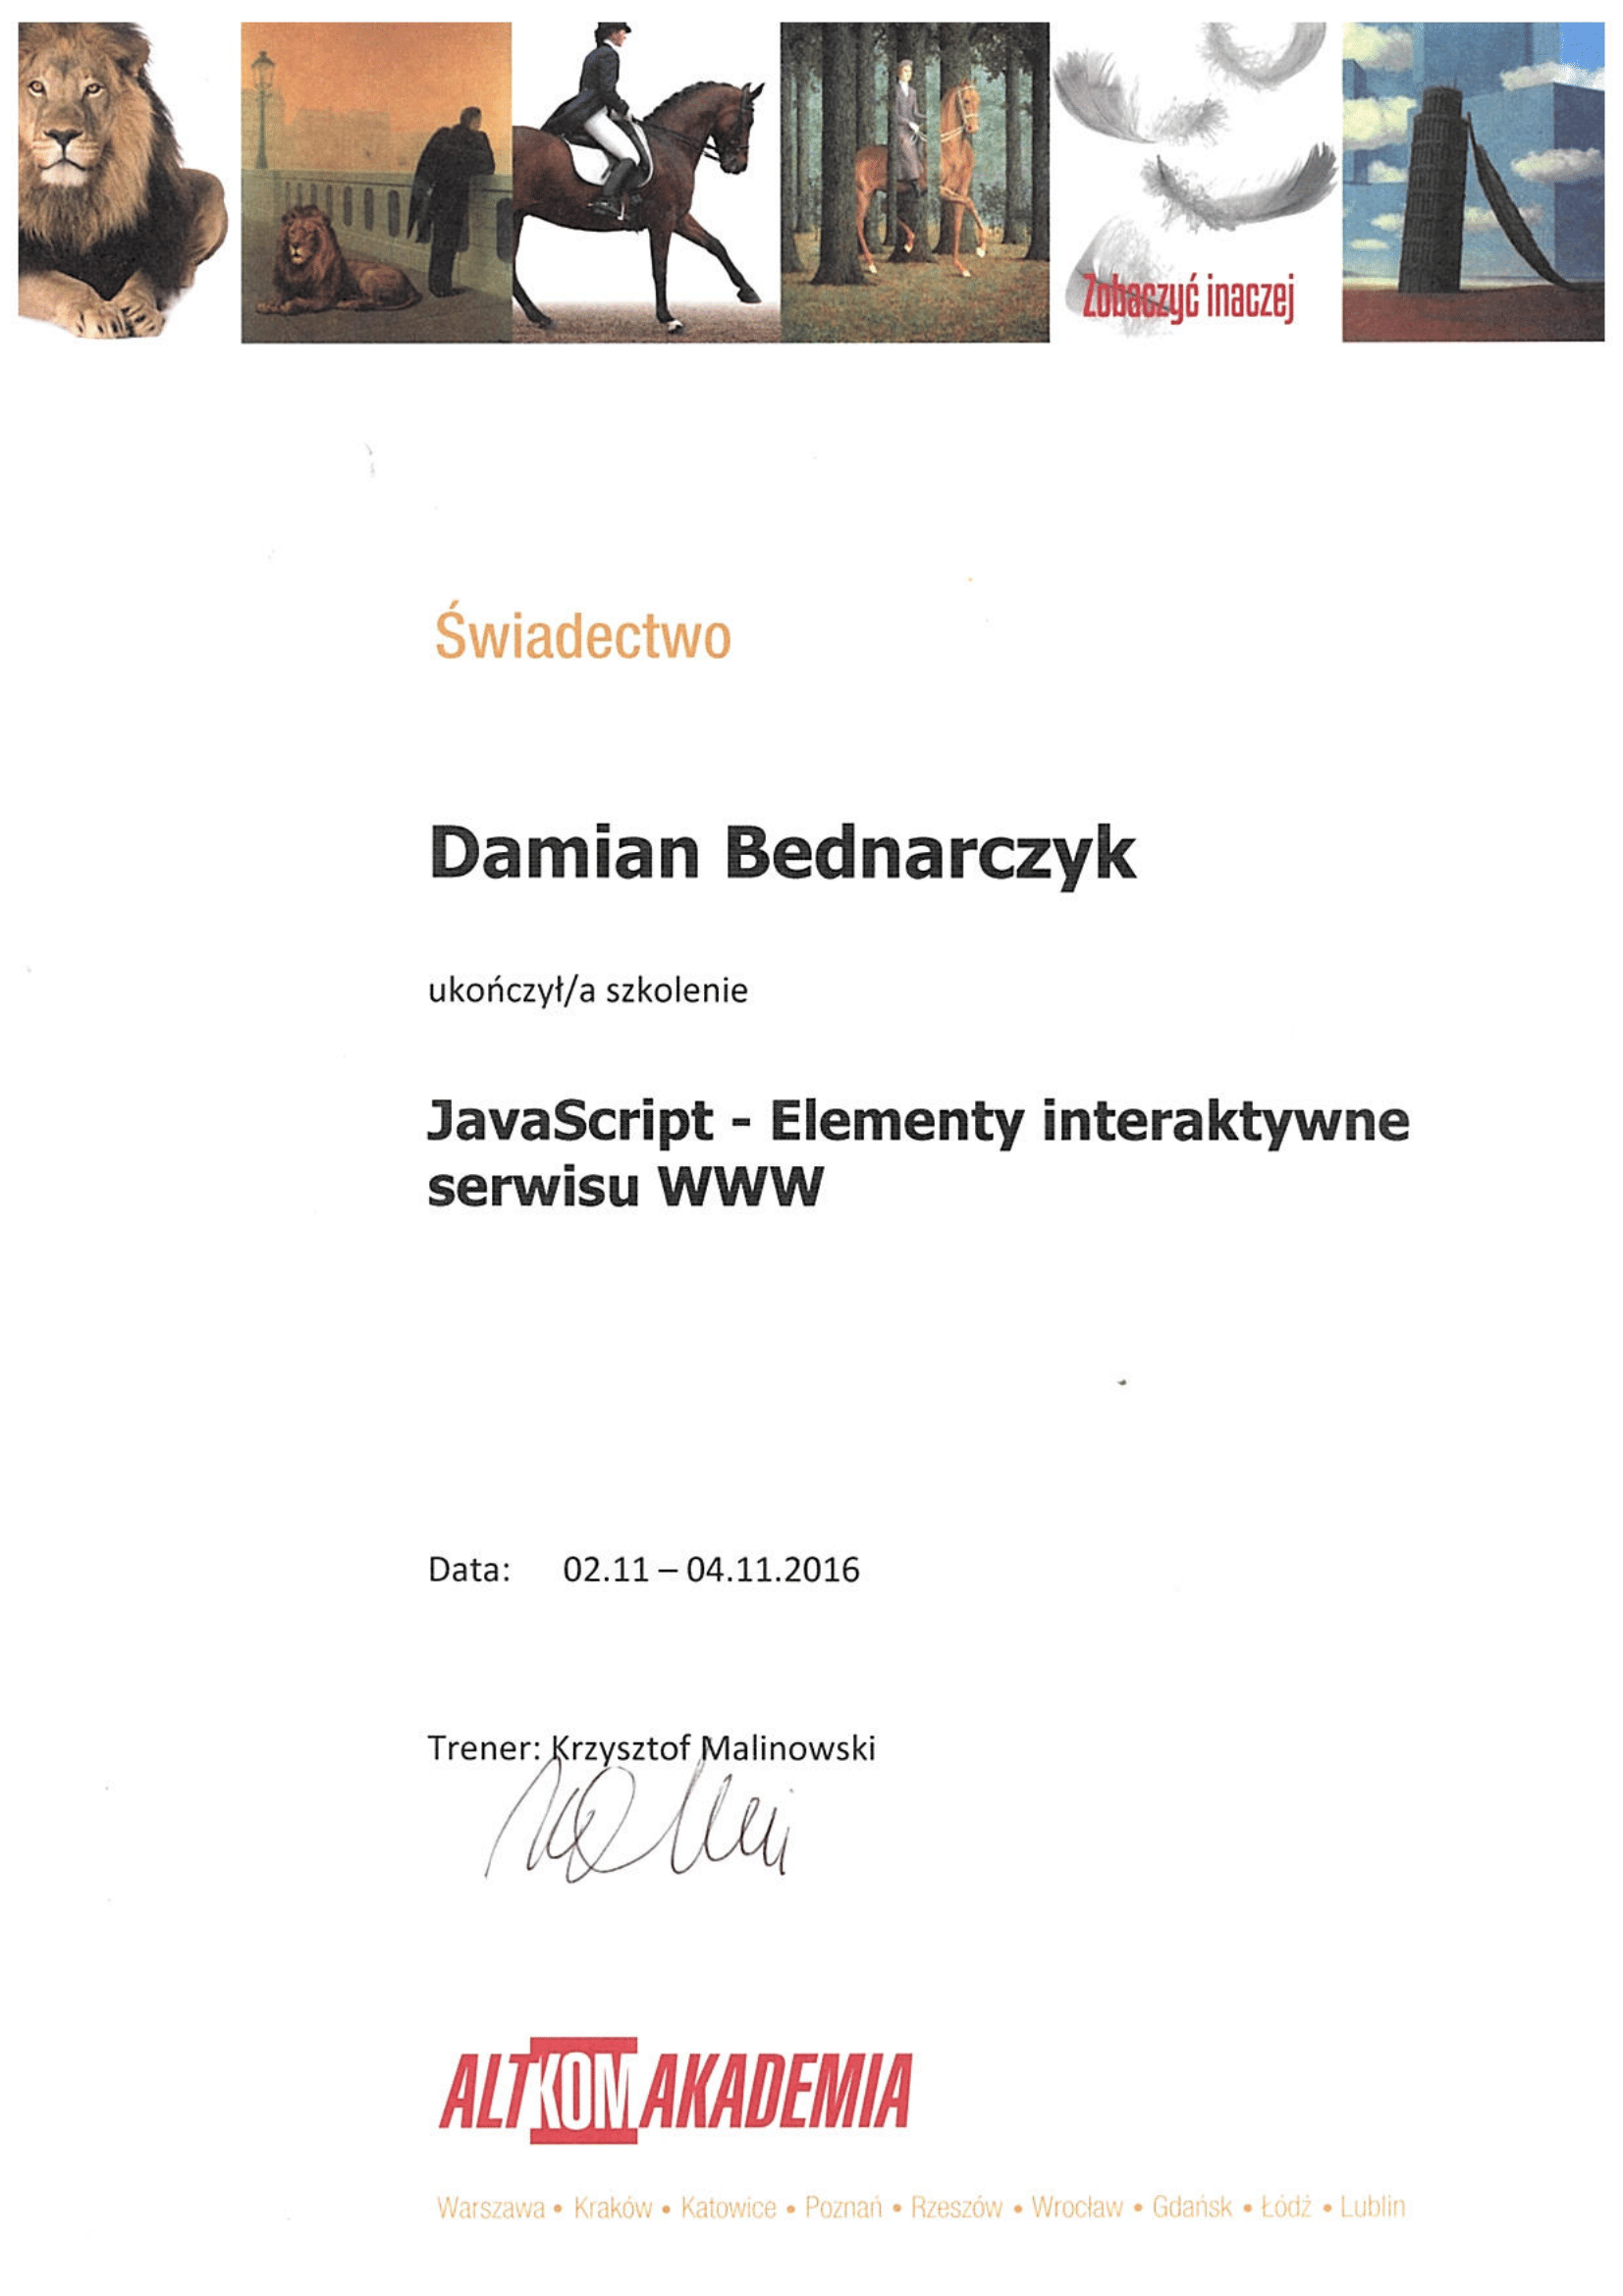 Zobaczyć inaczej
Świadectwo
Damian Bednarczyk
ukończył/a szkolenie
JavaScript - Elementy interaktywne
serwisu WWW
Data: 02.11 – 04.11.2016
Trener: Krzysztof Malinowski
ALTKOM AKADEMIA
Warszawa • Kraków • Katowice • Poznań • Rzeszów • Wrocław • Gdańsk • Łódź • Lublin